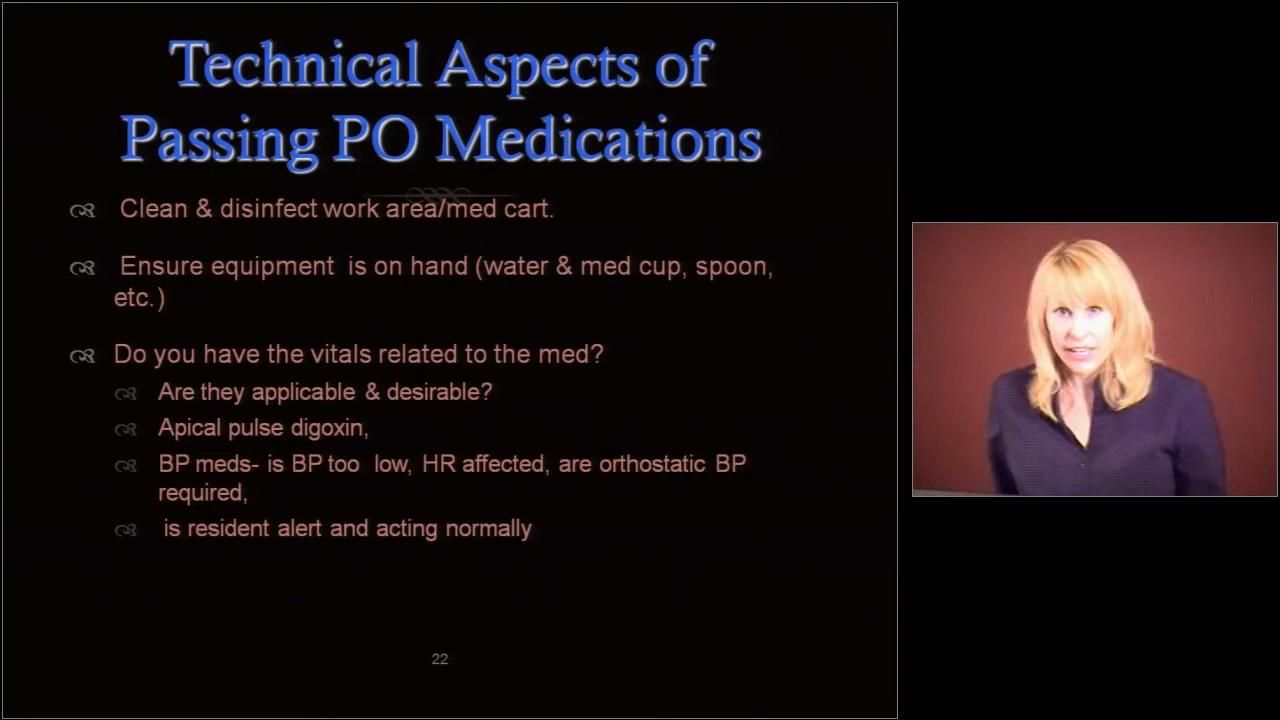 Technical Aspects of
Passing PO Medications
Clean & disinfect work area/med cart.
Ensure equipment is on hand (water & med cup, spoon,
etc.)
Do you have the vitals related to the med?
Are they applicable & desirable?
Apical pulse digoxin,
BP meds- is BP too low, HR affected, are orthostatic BP
required,
is resident alert and acting normally
22